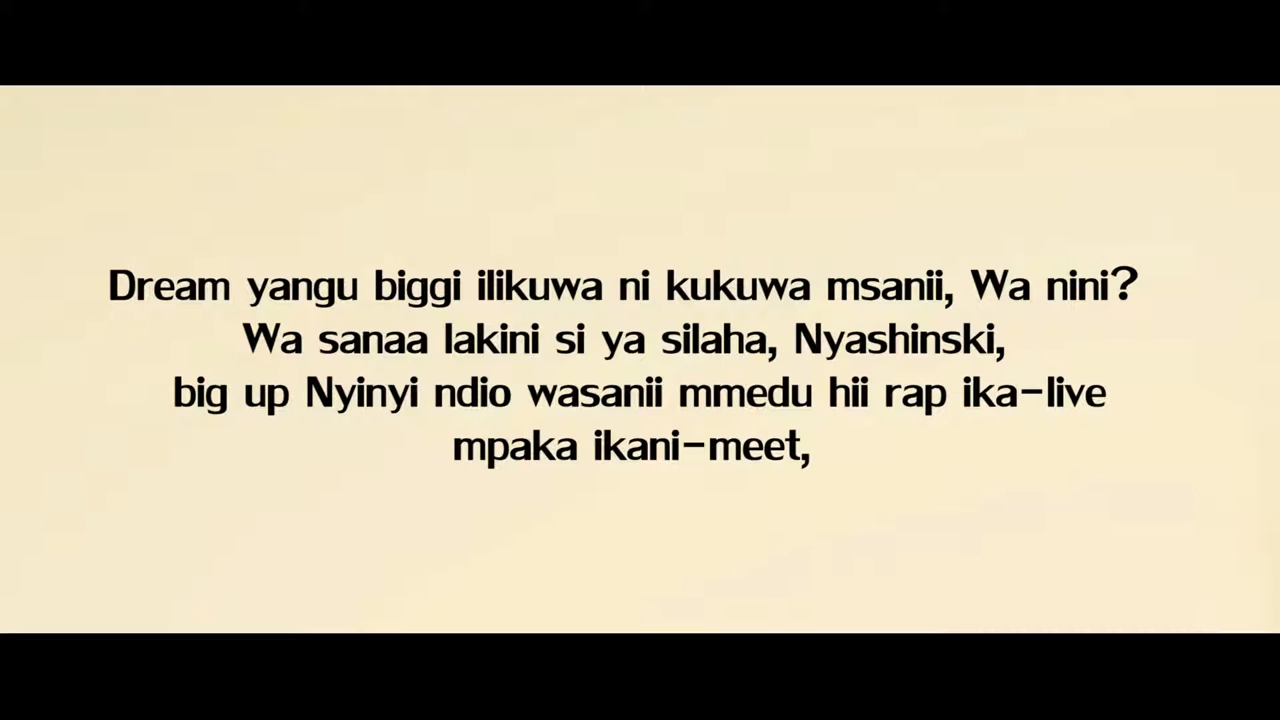 Dream yangu biggi ilikuwa ni kukuwa msanii, Wa nini?
Wa sanaa lakini si ya silaha, Nyashinski,
big up Nyinyi ndio wasanii mmedu hii rap ika-live
mpaka ikani-meet,